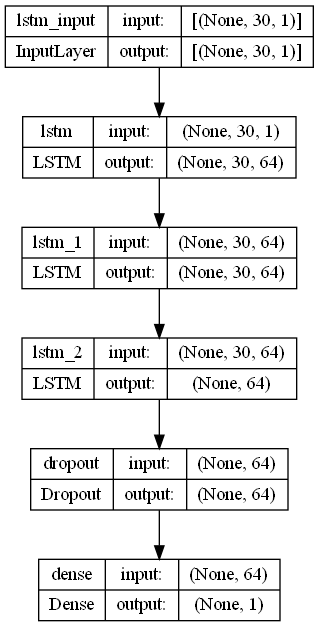 lstm_input input: [(None, 30, 1)]
InputLayer output: [(None, 30, 1)]
lstm input: (None, 30, 1)
LSTM output: (None, 30, 64)
lstm_1 input: (None, 30, 64)
LSTM output: (None, 30, 64)
lstm_2 input: (None, 30, 64)
LSTM output: (None, 64)
dropout input: (None, 64)
Dropout output: (None, 64)
dense input: (None, 64)
Dense output: (None, 1)